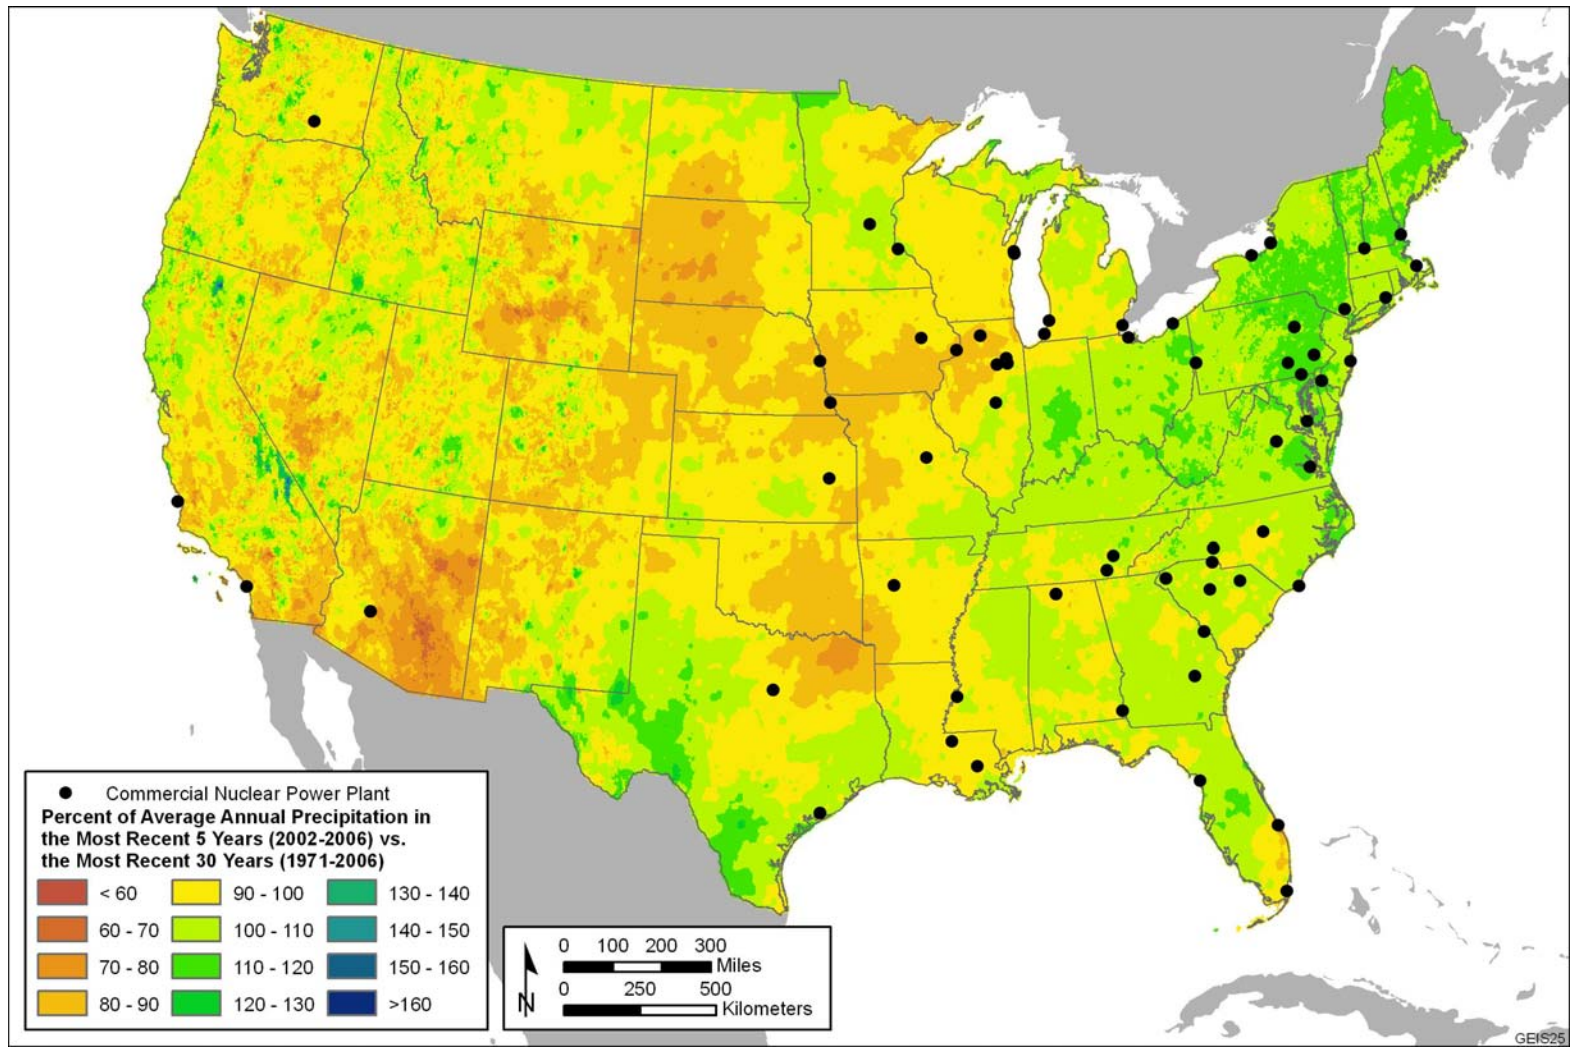 Commercial Nuclear Power Plant
Percent of Average Annual Precipitation in
the Most Recent 5 Years (2002-2006) vs.
the Most Recent 30 Years (1971-2006)
< 60
90 - 100
130 - 140
60 - 70
100 - 110
140 - 150
70 - 80
110 - 120
150 - 160
80 - 90
120 - 130
>160
N
0 100 200 300
Miles
0 250 500
Kilometers
GEIS25